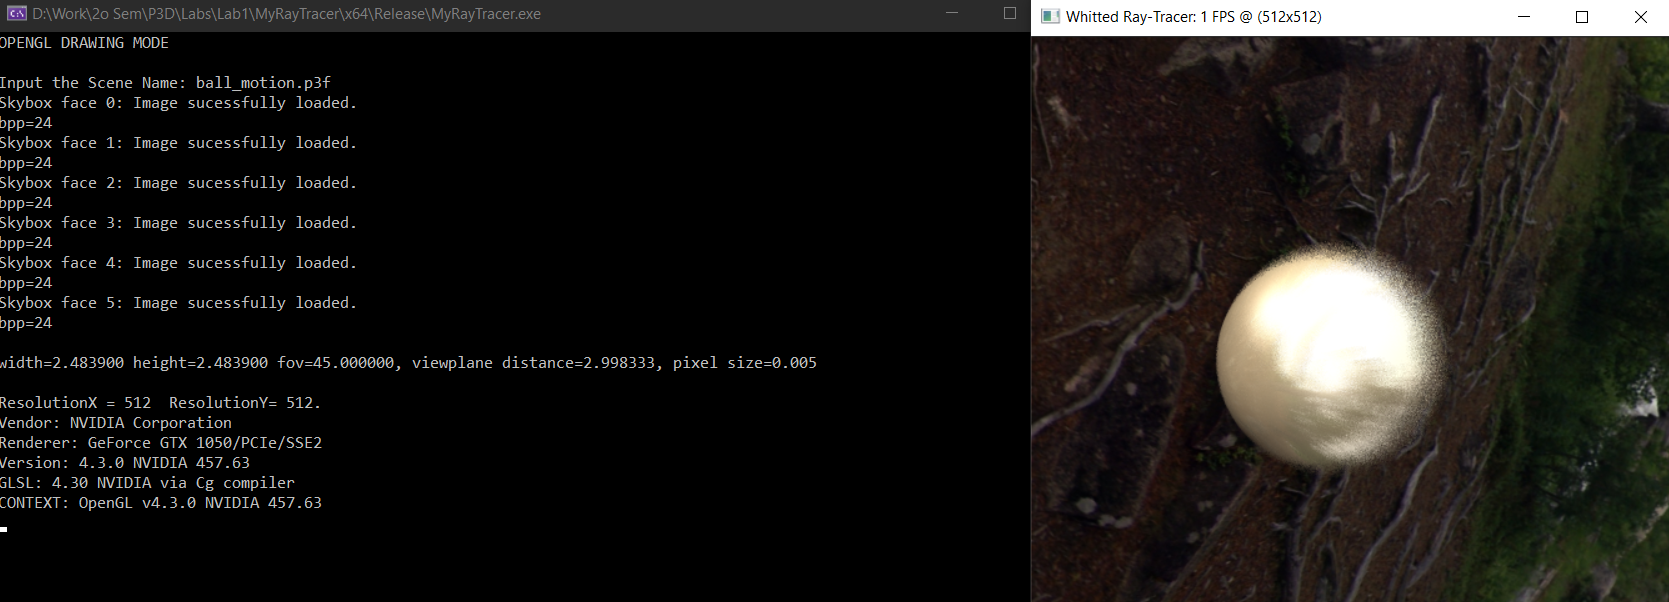 D:\Work\2o Sem\P3D\Labs\Lab1\MyRayTracer\x64\Release\MyRayTracer.exe
OPENGL DRAWING MODE
Input the Scene Name: ball_motion.p3f
Skybox face 0: Image sucessfully loaded.
bpp=24
Skybox face 1: Image sucessfully loaded.
bpp=24
Skybox face 2: Image sucessfully loaded.
bpp=24
Skybox face 3: Image sucessfully loaded.
bpp=24
Skybox face 4: Image sucessfully loaded.
bpp=24
Skybox face 5: Image sucessfully loaded.
bpp=24
width=2.483900 height=2.483900 fov=45.000000, viewplane distance=2.998333, pixel size=0.005
ResolutionX = 512  ResolutionY= 512.
Vendor: NVIDIA Corporation
Renderer: GeForce GTX 1050/PCIe/SSE2
Version: 4.3.0 NVIDIA 457.63
GLSL: 4.30 NVIDIA via Cg compiler
CONTEXT: OpenGL v4.3.0 NVIDIA 457.63
Whitted Ray-Tracer: 1 FPS @ (512x512)